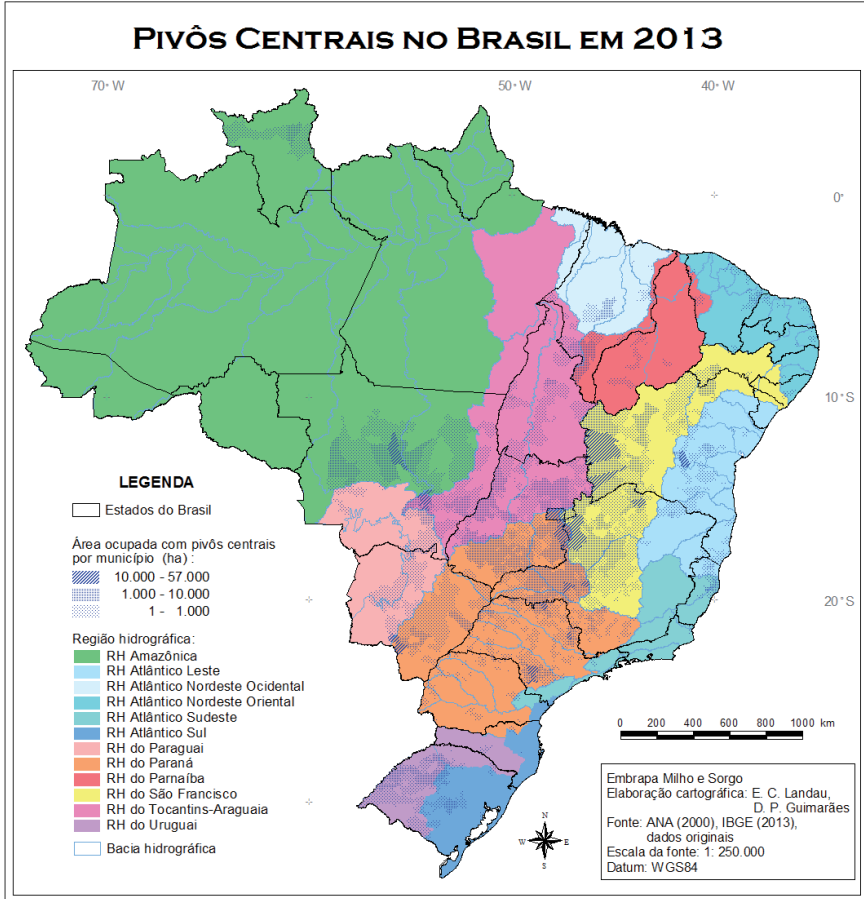 PIVÔS CENTRAIS NO BRASIL EM 2013
70° W
50° W
40° W
0°
10° S
20° S
LEGENDA
Estados do Brasil
Área ocupada com pivôs centrais
por município (ha) :
10.000 - 57.000
1.000 - 10.000
1 - 1.000
Região hidrográfica:
RH Amazônica
RH Atlântico Leste
RH Atlântico Nordeste Ocidental
RH Atlântico Nordeste Oriental
RH Atlântico Sudeste
RH Atlântico Sul
RH do Paraguai
RH do Paraná
RH do Parnaíba
RH do São Francisco
RH do Tocantins-Araguaia
RH do Uruguai
Bacia hidrográfica
0 200 400 600 800 1000 km
N
W E
S
Embrapa Milho e Sorgo
Elaboração cartográfica: E. C. Landau,
D. P. Guimarães
Fonte: ANA (2000), IBGE (2013),
dados originais
Escala da fonte: 1: 250.000
Datum: WGS84